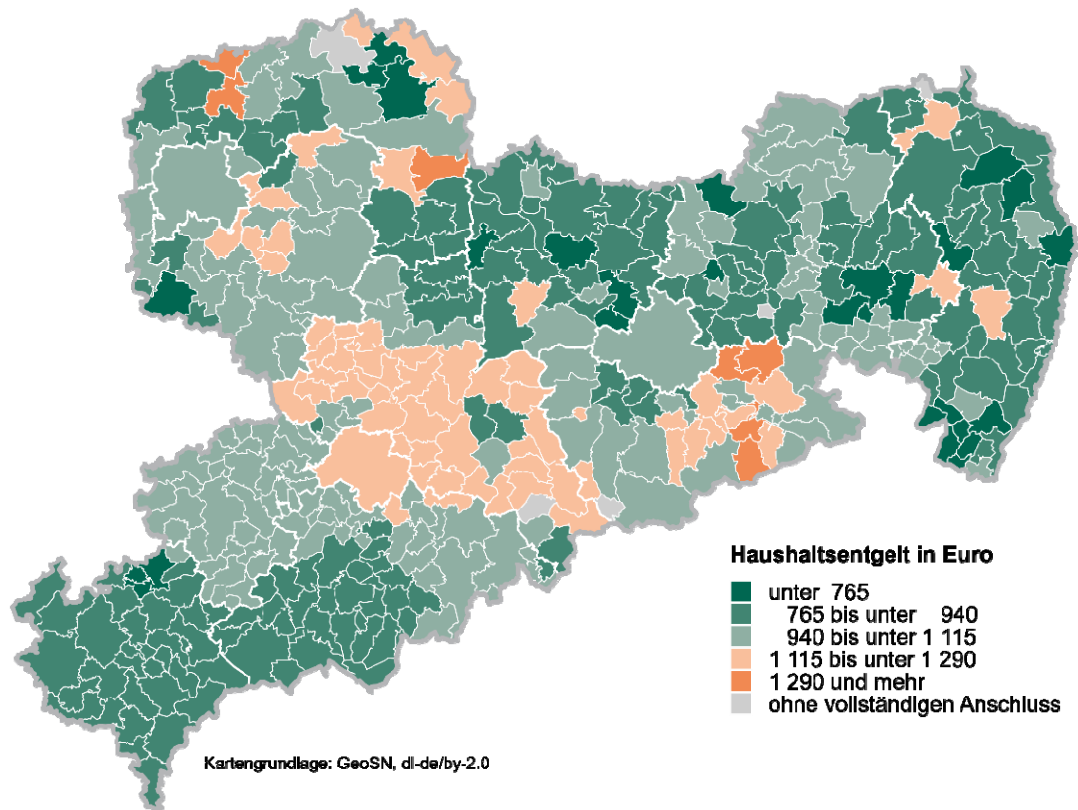 Haushaltsentgelt in Euro
unter 765
765 bis unter 940
940 bis unter 1 115
1 115 bis unter 1 290
1 290 und mehr
ohne vollständigen Anschluss
Kartengrundlage: GeoSN, dl-de/by-2.0